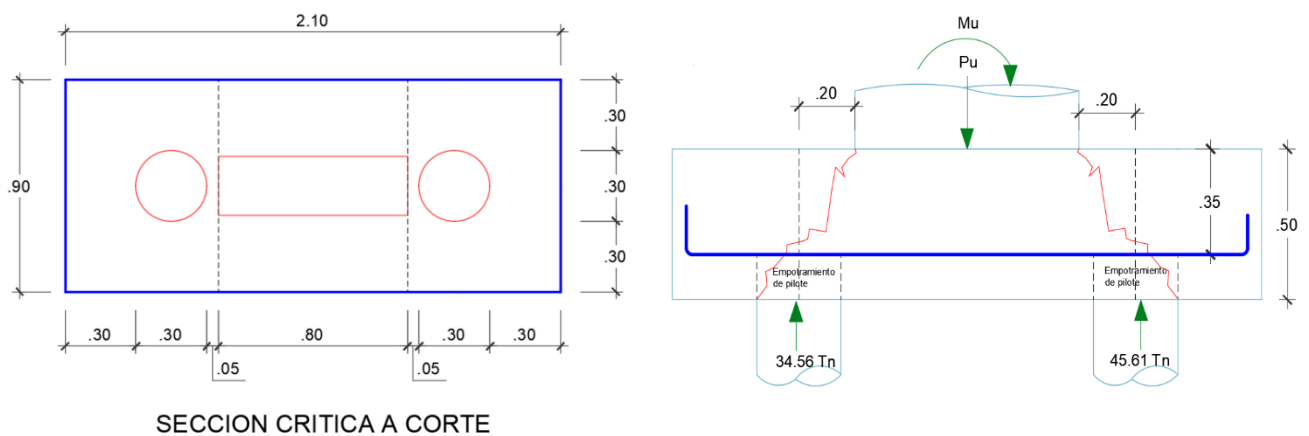 2.10
.90
.30
.30
.30
.30
.30
.80
.30
.30
.05
.05
SECCION CRITICA A CORTE
Mu
Pu
.20
.20
.35
.50
Empotramiento
de pilote
Empotramiento
de pilote
34.56 Tn
45.61 Tn